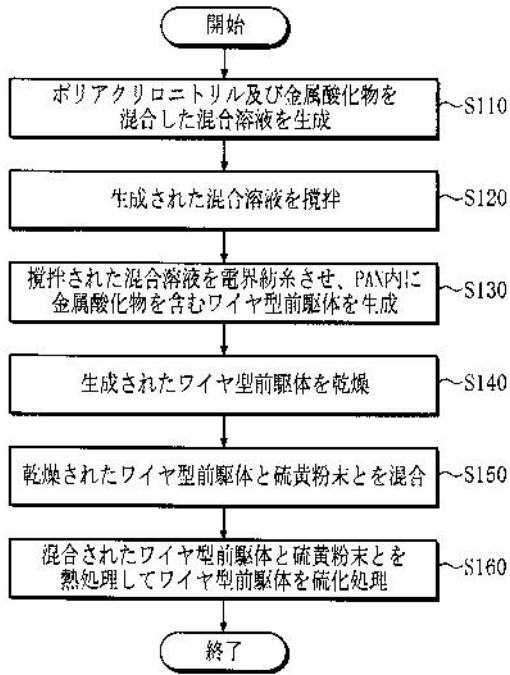 開始
ポリアクリロニトリル及び金属酸化物を
混合した混合溶液を生成
~S110
生成された混合溶液を攪拌
~S120
攪拌された混合溶液を電界紡糸させ、PAN内に
金属酸化物を含むワイヤ型前駆体を生成
~S130
生成されたワイヤ型前駆体を乾燥
~S140
乾燥されたワイヤ型前駆体と硫黄粉末とを混合
~S150
混合されたワイヤ型前駆体と硫黄粉末とを
熱処理してワイヤ型前駆体を硫化処理
~S160
終了